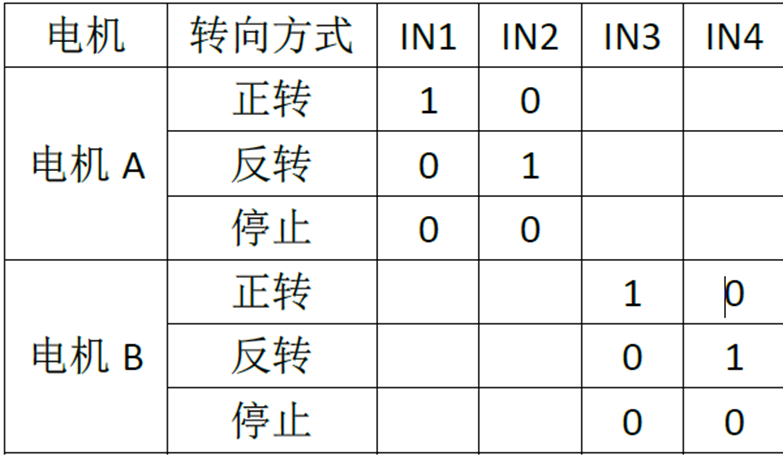 电机 转向方式 IN1 IN2 IN3 IN4
正转 1 0
电机 A 反转 0 1
停止 0 0
正转 1 0
电机 B 反转 0 1
停止 0 0